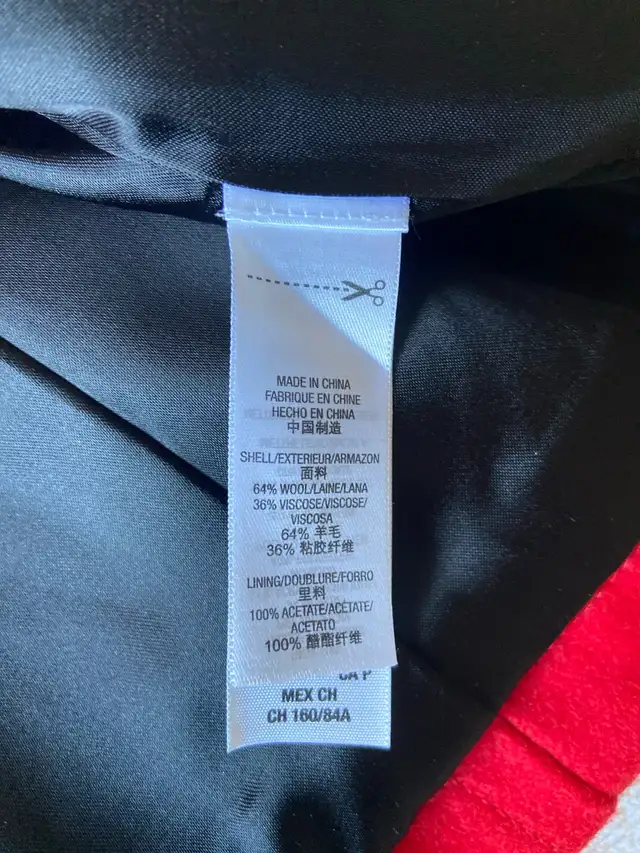 MADE IN CHINA
FABRIQUE EN CHINE
HECHO EN CHINA
中国制造
SHELL/EXTERIEUR/ARMAZON
面料
64% WOOL/LAINE/LANA
36% VISCOSE/VISCOSE/
VISCOSA
64% 羊毛
36% 粘胶纤维
LINING/DOUBLURE/FORRO
里料
100% ACETATE/ACÉTATE/
ACETATO
100% 醋酯纤维
CA P
MEX CH
CH 160/84A